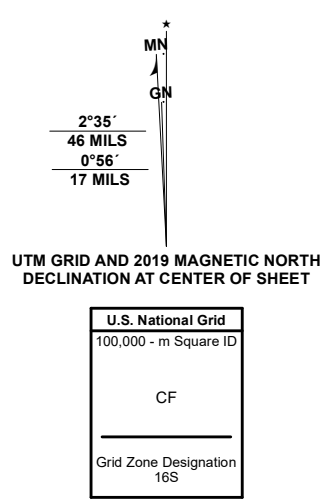 ★
MN
GN
2°35´
46 MILS
0°56´
17 MILS
UTM GRID AND 2019 MAGNETIC NORTH
DECLINATION AT CENTER OF SHEET
U.S. National Grid
100,000 - m Square ID
CF
Grid Zone Designation
16S